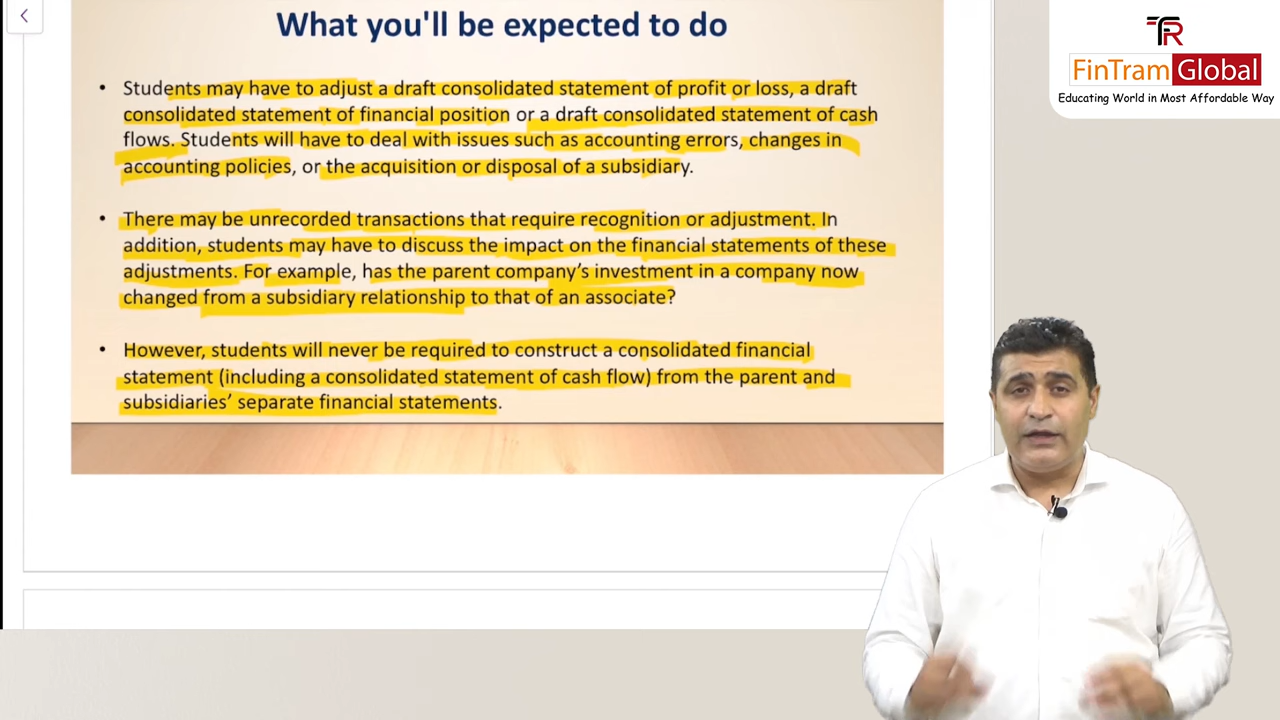 What you'll be expected to do
• Students may have to adjust a draft consolidated statement of profit or loss, a draft
consolidated statement of financial position or a draft consolidated statement of cash
flows. Students will have to deal with issues such as accounting errors, changes in
accounting policies, or the acquisition or disposal of a subsidiary.
• There may be unrecorded transactions that require recognition or adjustment. In
addition, students may have to discuss the impact on the financial statements of these
adjustments. For example, has the parent company's investment in a company now
changed from a subsidiary relationship to that of an associate?
• However, students will never be required to construct a consolidated financial
statement (including a consolidated statement of cash flow) from the parent and
subsidiaries' separate financial statements.
TR
FinTram Global
Educating World in Most Affordable Way